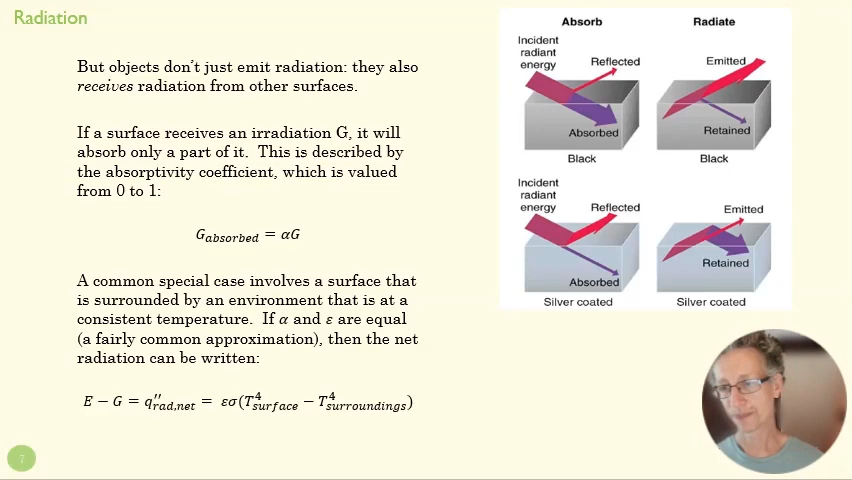 Radiation
But objects don't just emit radiation: they also
receives radiation from other surfaces.
If a surface receives an irradiation G, it will
absorb only a part of it. This is described by
the absorptivity coefficient, which is valued
from 0 to 1:
G_absorbed = αG
A common special case involves a surface that
is surrounded by an environment that is at a
consistent temperature. If α and ε are equal
(a fairly common approximation), then the net
radiation can be written:
E − G = q''_rad,net = εσ(T⁴_surface − T⁴_surroundings)
Absorb
Radiate
Incident
radiant
energy
Reflected
Absorbed
Black
Emitted
Retained
Black
Incident
radiant
energy
Reflected
Absorbed
Silver coated
Emitted
Retained
Silver coated
7